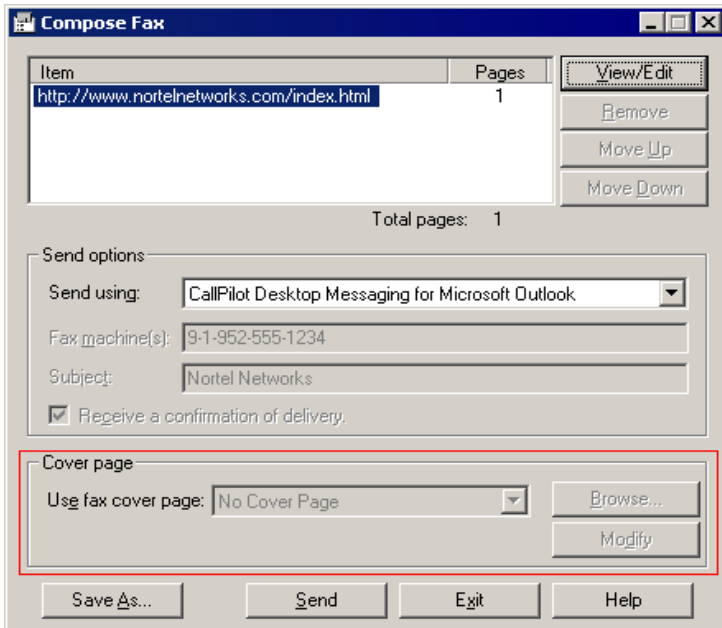 Compose Fax
Item Pages
http://www.nortelnetworks.com/index.html 1
View/Edit
Remove
Move Up
Move Down
Total pages: 1
Send options
Send using: CallPilot Desktop Messaging for Microsoft Outlook
Fax machine(s): 9-1-952-555-1234
Subject: Nortel Networks
Receive a confirmation of delivery.
Cover page
Use fax cover page: No Cover Page Browse...
Modify
Save As... Send Exit Help